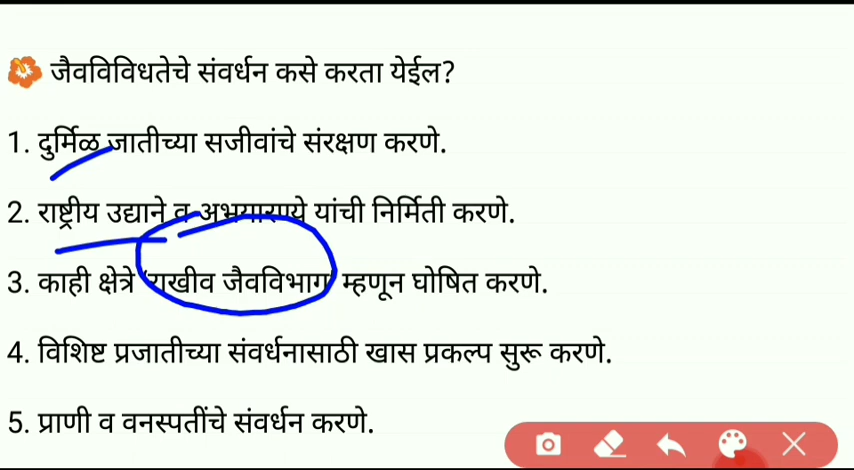 जैवविविधतेचे संवर्धन कसे करता येईल?
1. दुर्मिळ जातीच्या सजीवांचे संरक्षण करणे.
2. राष्ट्रीय उद्याने व अभयारण्ये यांची निर्मिती करणे.
3. काही क्षेत्रे 'राखीव जैवविभाग' म्हणून घोषित करणे.
4. विशिष्ट प्रजातीच्या संवर्धनासाठी खास प्रकल्प सुरू करणे.
5. प्राणी व वनस्पतींचे संवर्धन करणे.